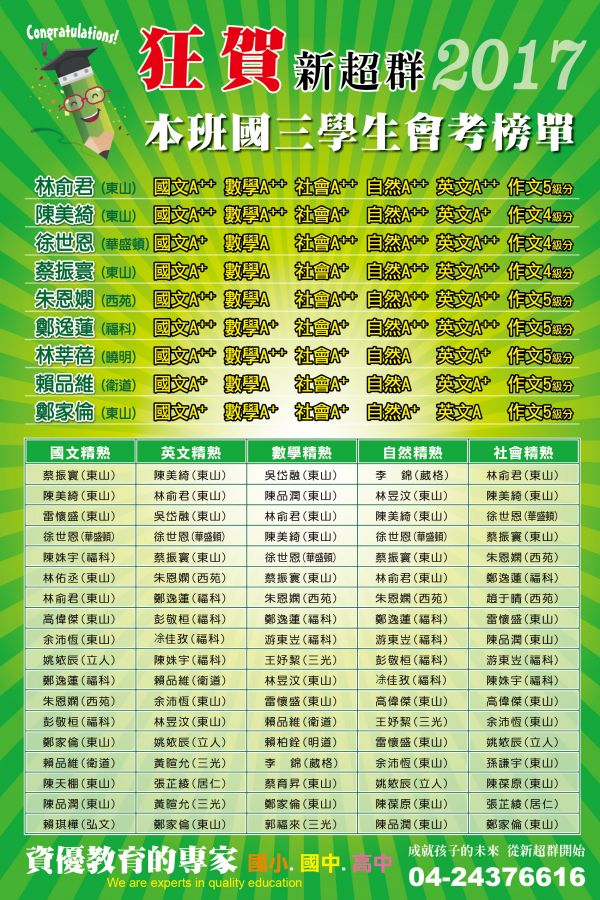 Congratulations!
狂賀新超群2017
本班國三學生會考榜單
林俞君(東山) 國文A++ 數學A++ 社會A++ 自然A++ 英文A++ 作文5級分
陳美綺(東山) 國文A++ 數學A++ 社會A+ 自然A++ 英文A+ 作文4級分
徐世恩(華盛頓) 國文A+ 數學A 社會A+ 自然A++ 英文A++ 作文4級分
蔡振寰(東山) 國文A+ 數學A 社會A+ 自然A++ 英文A++ 作文4級分
朱恩嫻(西苑) 國文A++ 數學A 社會A++ 自然A++ 英文A++ 作文5級分
鄭逸蓮(福科) 國文A++ 數學A+ 社會A+ 自然A+ 英文A++ 作文5級分
林莘蓓(曉明) 國文A++ 數學A++ 社會A+ 自然A 英文A+ 作文5級分
賴品維(衛道) 國文A+ 數學A 社會A+ 自然A 英文A+ 作文5級分
鄭家倫(東山) 國文A+ 數學A+ 社會A+ 自然A+ 英文A 作文5級分
國文精熟 英文精熟 數學精熟 自然精熟 社會精熟
蔡振寰(東山) 陳美綺(東山) 吳岱融(東山) 李 錦(葳格) 林俞君(東山)
陳美綺(東山) 林俞君(東山) 陳品潤(東山) 林昱汶(東山) 陳美綺(東山)
雷懷盛(東山) 吳岱融(東山) 林俞君(東山) 陳美綺(東山) 徐世恩(華盛頓)
徐世恩(華盛頓) 徐世恩(華盛頓) 陳美綺(東山) 徐世恩(華盛頓) 蔡振寰(東山)
陳姝宇(福科) 蔡振寰(東山) 徐世恩(華盛頓) 蔡振寰(東山) 朱恩嫻(西苑)
林佑丞(東山) 朱恩嫻(西苑) 蔡振寰(東山) 林俞君(東山) 鄭逸蓮(福科)
林俞君(東山) 鄭逸蓮(福科) 朱恩嫻(西苑) 朱恩嫻(西苑) 趙于晴(西苑)
高偉傑(東山) 彭敬桓(福科) 鄭逸蓮(福科) 鄭逸蓮(福科) 雷懷盛(東山)
余沛恆(東山) 凃佳孜(福科) 游東岦(福科) 游東岦(福科) 陳品潤(東山)
姚栨辰(立人) 陳姝宇(福科) 王妤絜(三光) 彭敬桓(福科) 游東岦(福科)
鄭逸蓮(福科) 賴品維(衛道) 林昱汶(東山) 凃佳孜(福科) 陳姝宇(福科)
朱恩嫻(西苑) 余沛恆(東山) 雷懷盛(東山) 高偉傑(東山) 高偉傑(東山)
彭敬桓(福科) 林昱汶(東山) 賴品維(衛道) 王妤絜(三光) 余沛恆(東山)
鄭家倫(東山) 姚栨辰(立人) 賴柏銓(明道) 雷懷盛(東山) 姚栨辰(立人)
賴品維(衛道) 黃暄允(三光) 李 錦(葳格) 余沛恆(東山) 孫謙宇(東山)
陳天棚(東山) 張芷綾(居仁) 蔡育昇(東山) 姚栨辰(立人) 陳葆原(東山)
陳品潤(東山) 黃暄允(三光) 鄭家倫(東山) 陳葆原(東山) 張芷綾(居仁)
賴琪樺(弘文) 鄭家倫(東山) 郭福來(三光) 陳品潤(東山) 鄭家倫(東山)
資優教育的專家 國小.國中.高中 成就孩子的未來 從新超群開始
We are experts in quality education 04-24376616